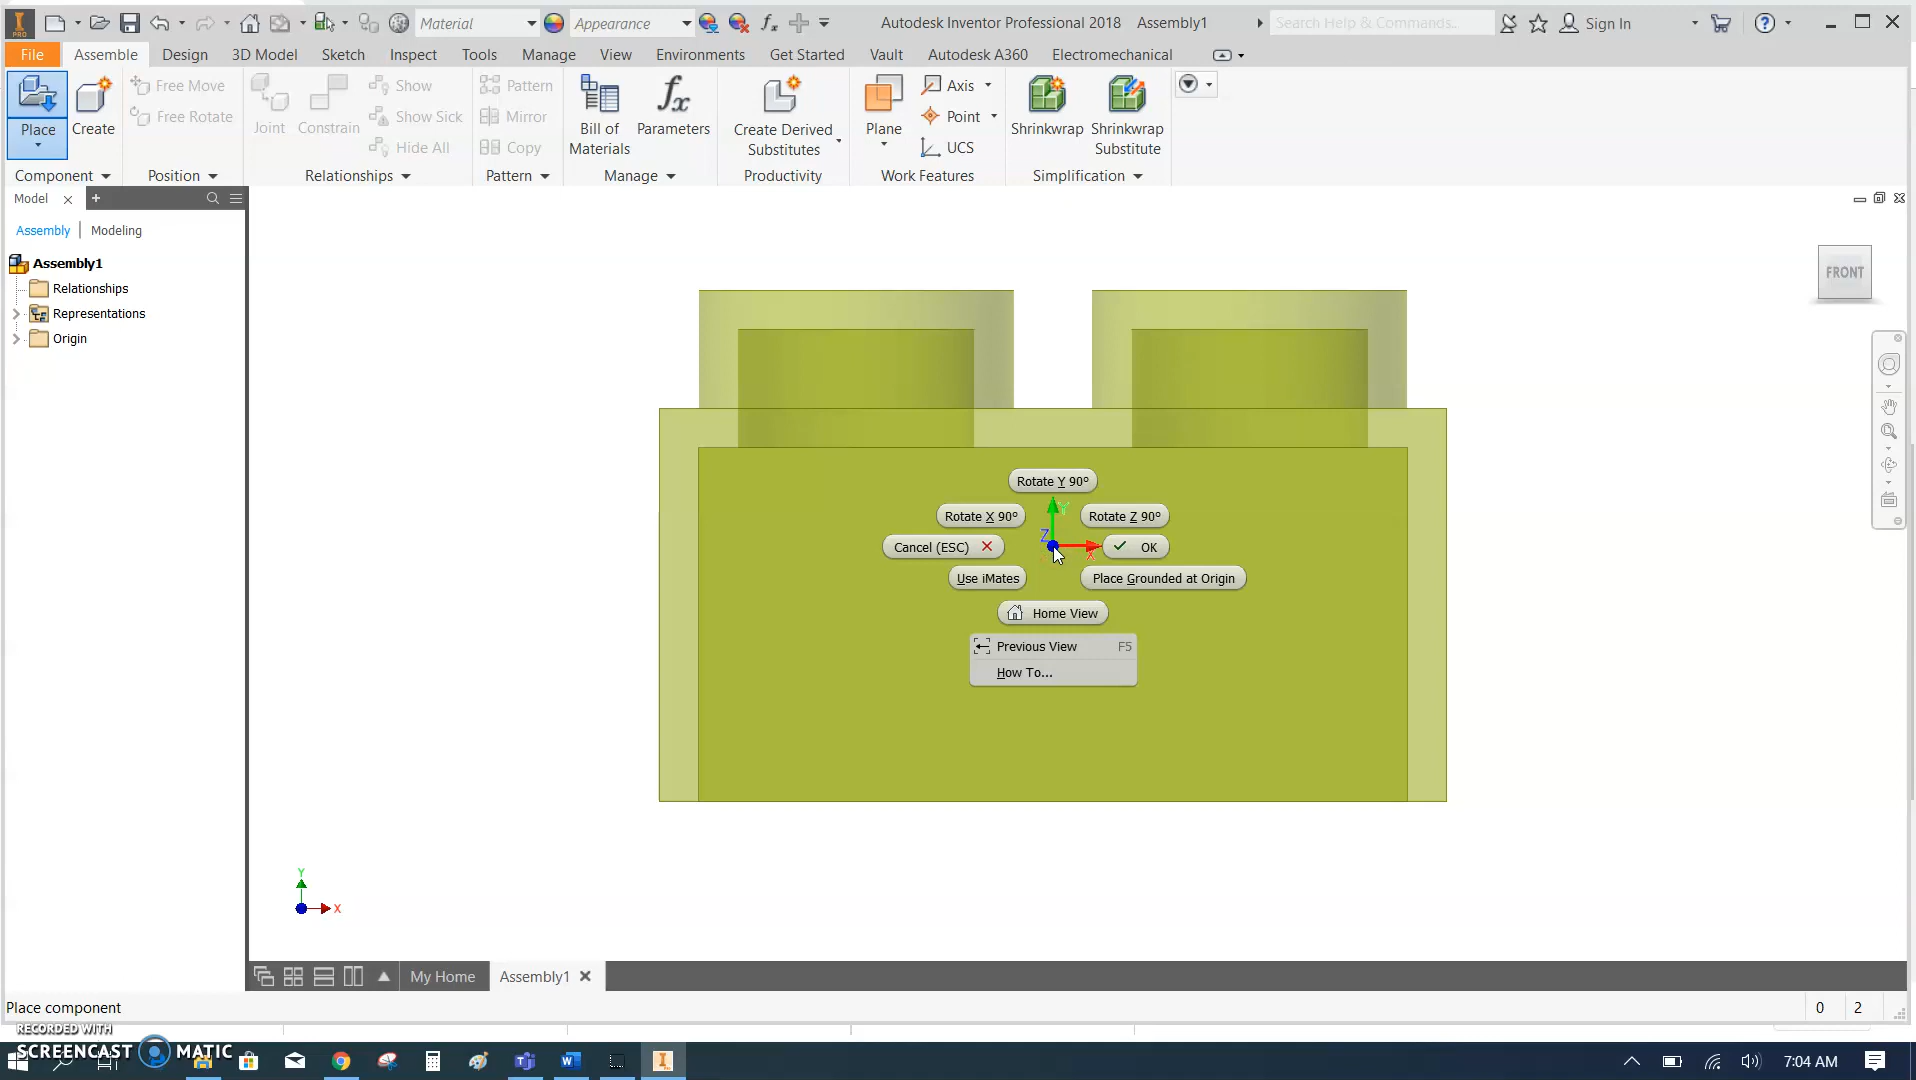 Material
Appearance
Autodesk Inventor Professional 2018 Assembly1
Search Help & Commands...
Sign In
PRO
File Assemble Design 3D Model Sketch Inspect Tools Manage View Environments Get Started Vault Autodesk A360 Electromechanical
Place
Create
Free Move
Free Rotate
Joint
Constrain
Show
Show Sick
Hide All
Pattern
Mirror
Copy
Bill of
Materials
Parameters
Create Derived
Substitutes
Plane
Axis
Point
UCS
Shrinkwrap
Shrinkwrap
Substitute
Component
Position
Relationships
Pattern
Manage
Productivity
Work Features
Simplification
Model
Assembly
Modeling
Assembly1
Relationships
Representations
Origin
FRONT
Rotate Y 90º
Rotate X 90º
Rotate Z 90º
Y
Z
X
Cancel (ESC)
OK
Use iMates
Place Grounded at Origin
Home View
Previous View F5
How To...
Y
X
My Home
Assembly1
Place component
0 2
RECORDED WITH
SCREENCAST MATIC
7:04 AM